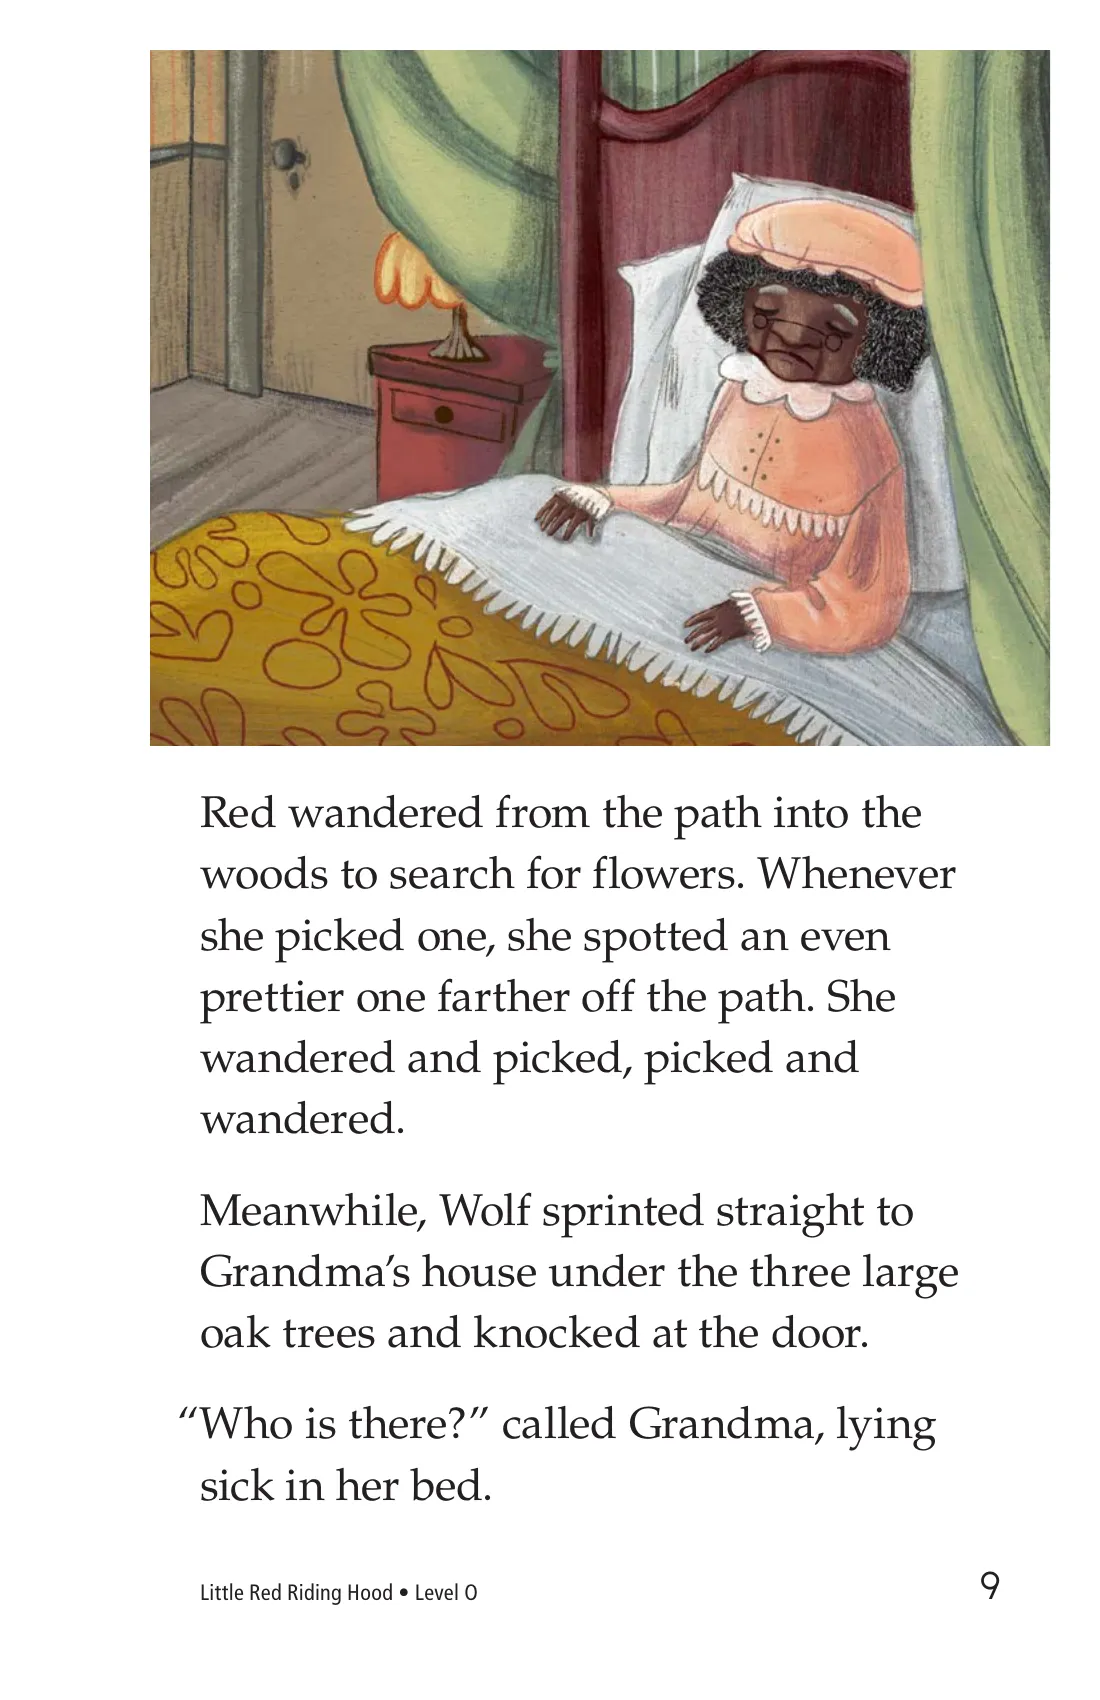 Red wandered from the path into the
woods to search for flowers. Whenever
she picked one, she spotted an even
prettier one farther off the path. She
wandered and picked, picked and
wandered.
Meanwhile, Wolf sprinted straight to
Grandma’s house under the three large
oak trees and knocked at the door.
“Who is there?” called Grandma, lying
sick in her bed.
Little Red Riding Hood • Level O
9